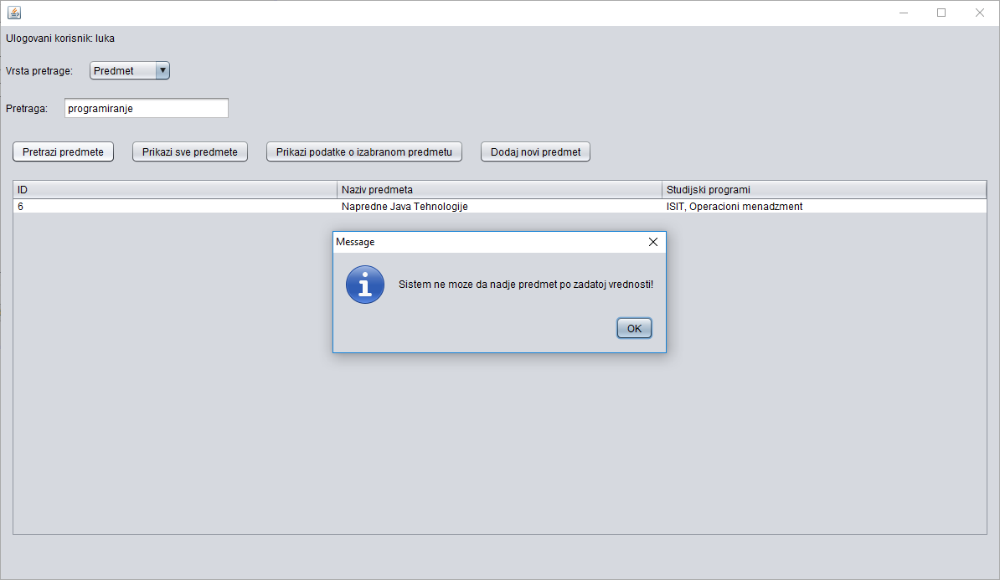 Ulogovani korisnik: luka
Vrsta pretrage: Predmet
Pretraga: programiranje
Pretrazi predmete Prikazi sve predmete Prikazi podatke o izabranom predmetu Dodaj novi predmet
ID Naziv predmeta Studijski programi
6 Napredne Java Tehnologije ISIT, Operacioni menadzment
Message
Sistem ne moze da nadje predmet po zadatoj vrednosti!
OK